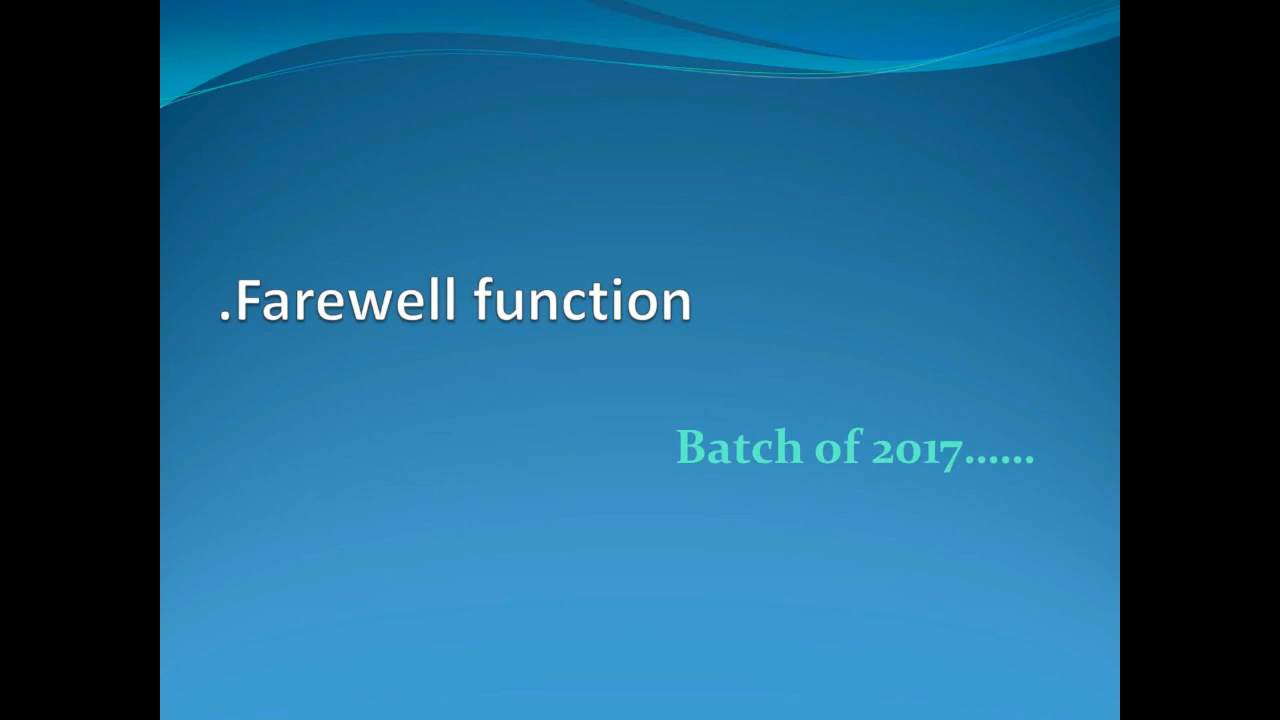 .Farewell function
Batch of 2017......